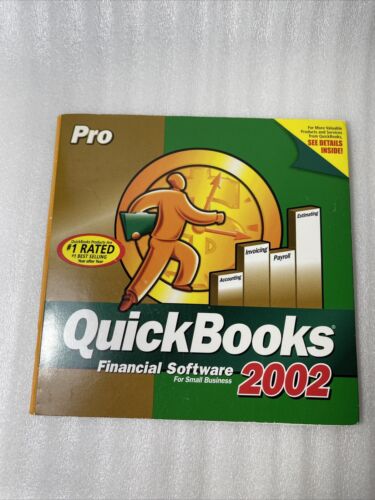 Pro
For More Valuable
Products and Services
from QuickBooks,
SEE DETAILS
INSIDE!
QuickBooks Products Are
#1 RATED
#1 BEST SELLING
Year after Year
Accounting
Invoicing
Payroll
Estimating
QuickBooks®
Financial Software
For Small Business
2002